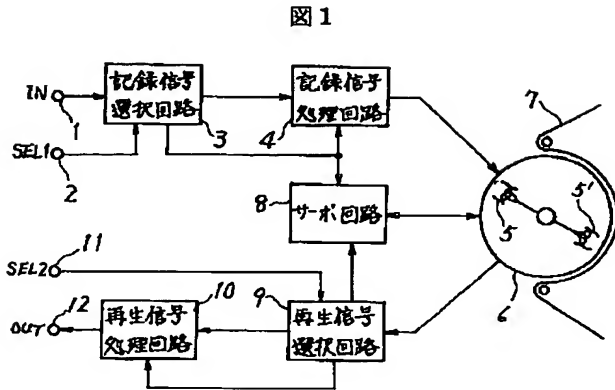 図1
IN
1
記録信号
選択回路
3
記録信号
処理回路
4
7
SEL1
2
8
サーボ回路
5
5'
6
SEL2
11
OUT
12
10
再生信号
処理回路
9
再生信号
選択回路